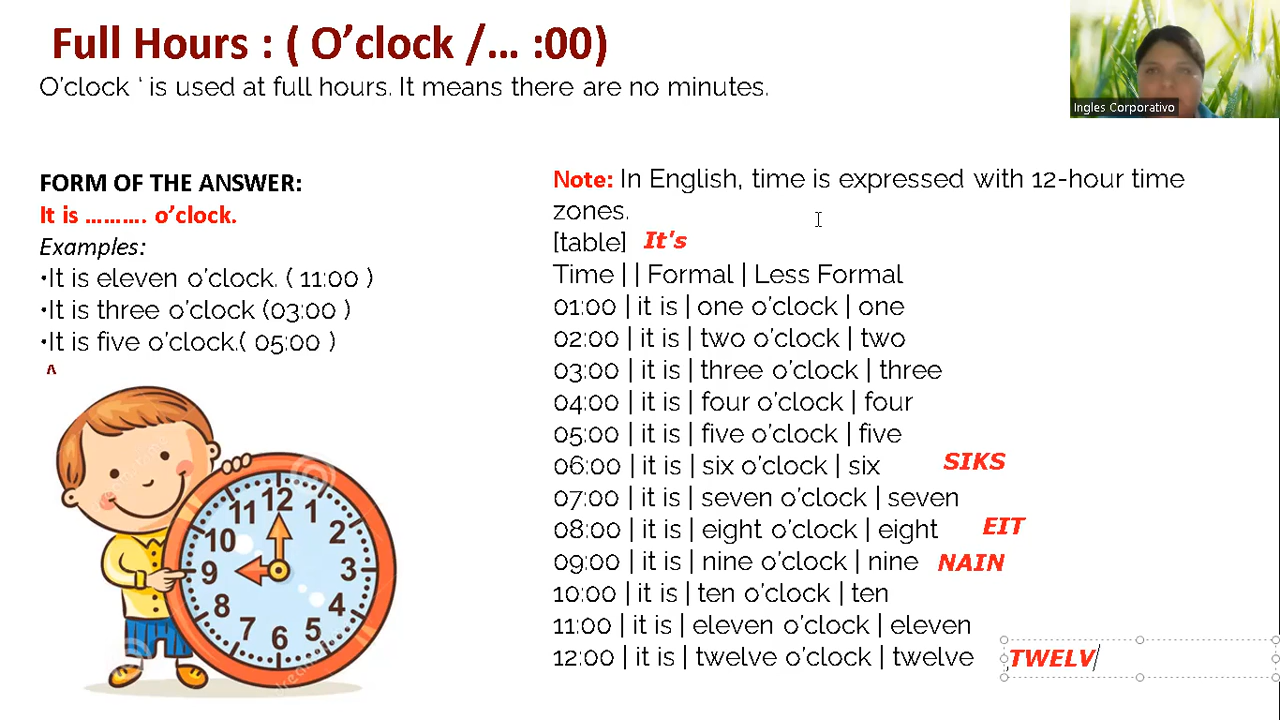 Full Hours : ( O’clock /… :00)
O’clock ‘ is used at full hours. It means there are no minutes.
Ingles Corporativo
FORM OF THE ANSWER:
It is ………. o’clock.
Examples:
•It is eleven o’clock. ( 11:00 )
•It is three o’clock (03:00 )
•It is five o’clock.( 05:00 )
^
Note: In English, time is expressed with 12-hour time
zones.
[table] It's
Time | | Formal | Less Formal
01:00 | it is | one o’clock | one
02:00 | it is | two o’clock | two
03:00 | it is | three o’clock | three
04:00 | it is | four o’clock | four
05:00 | it is | five o’clock | five
06:00 | it is | six o’clock | six SIKS
07:00 | it is | seven o’clock | seven
08:00 | it is | eight o’clock | eight EIT
09:00 | it is | nine o’clock | nine NAIN
10:00 | it is | ten o’clock | ten
11:00 | it is | eleven o’clock | eleven
12:00 | it is | twelve o’clock | twelve TWELV
12
11 1
10 2
9 3
8 4
7 5
6